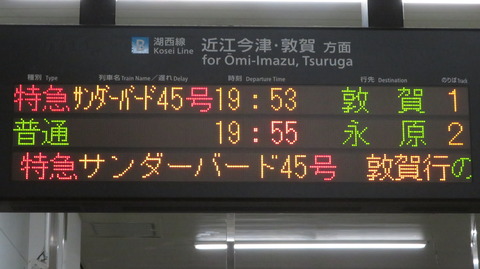 B 湖西線 Kosei Line 近江今津・敦賀 方面 for Ōmi-Imazu, Tsuruga
種別 Type 列車名 Train Name／遅れ Delay 時刻 Departure Time 行先 Destination のりば Track
特急 サンダーバード45号 19:53 敦賀 1
普通 19:55 永原 2
特急サンダーバード45号 敦賀行の